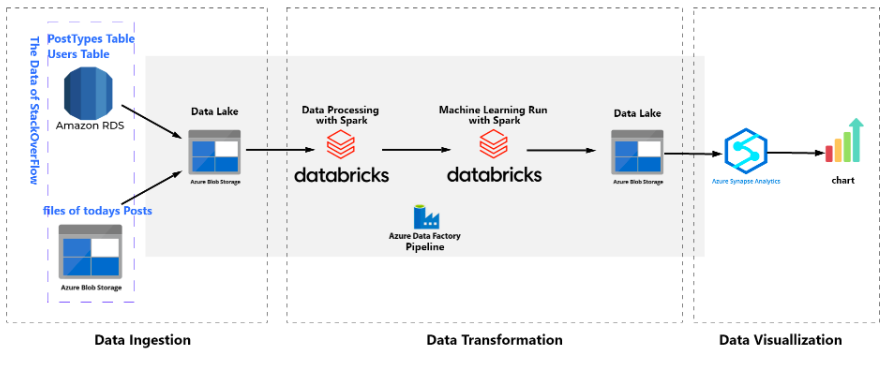 The Data of StackOverFlow
PostTypes Table
Users Table
Amazon RDS
files of todays Posts
Azure Blob Storage
Data Lake
Azure Blob Storage
Data Processing
with Spark
databricks
Machine Learning Run
with Spark
databricks
Azure Data Factory
Pipeline
Data Lake
Azure Blob Storage
Azure Synapse Analytics
chart
Data Ingestion
Data Transformation
Data Visuallization